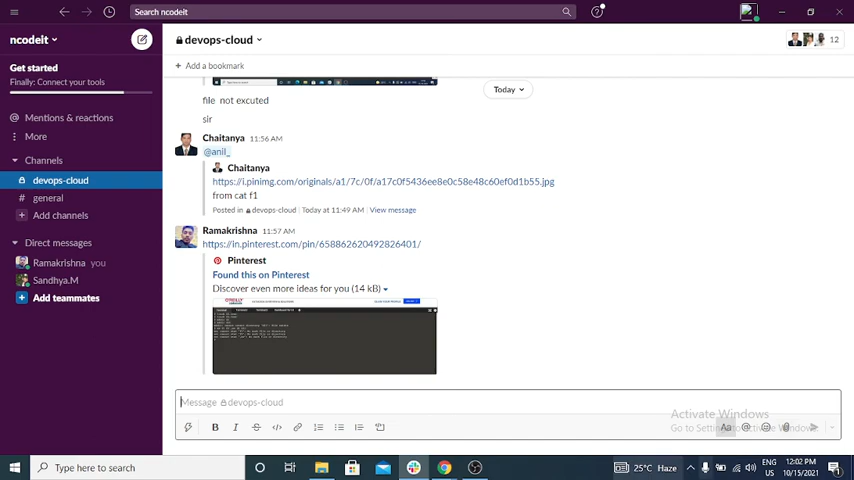 Search ncodeit
ncodeit
devops-cloud
12
Add a bookmark
Get started
Finally: Connect your tools
Today
file not excuted
sir
Mentions & reactions
More
Chaitanya 11:56 AM
@anil_
Channels
Chaitanya
devops-cloud
https://i.pinimg.com/originals/a1/7c/0f/a17c0f5436ee8e0c58e48c60ef0d1b55.jpg
general
from cat f1
Add channels
Posted in devops-cloud | Today at 11:49 AM | View message
Direct messages
Ramakrishna 11:57 AM
https://in.pinterest.com/pin/658862620492826401/
Ramakrishna you
Pinterest
Sandhya.M
Found this on Pinterest
Add teammates
Discover even more ideas for you (14 kB)
O'REILLY
Message devops-cloud
Activate Windows
Go to Settings to activate Windows.
B I S
Aa @
Type here to search
25°C Haze
ENG
US
12:02 PM
10/15/2021
1